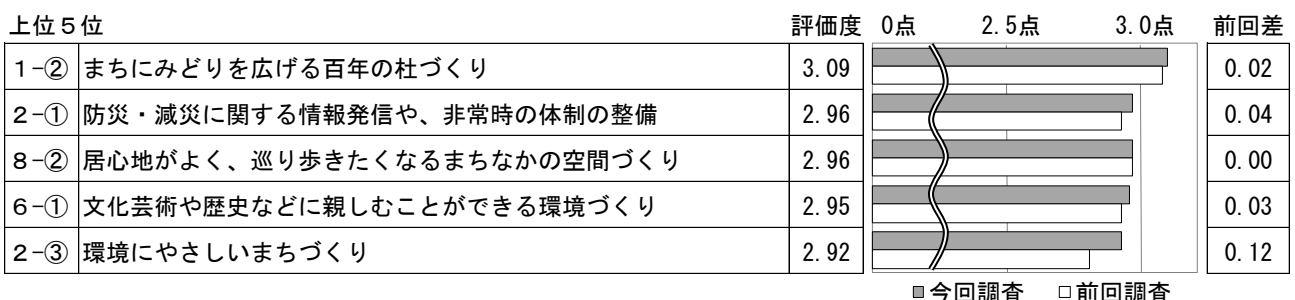 上位５位 評価度 0点 2.5点 3.0点 前回差
１-② まちにみどりを広げる百年の杜づくり 3.09 0.02
２-① 防災・減災に関する情報発信や、非常時の体制の整備 2.96 0.04
８-② 居心地がよく、巡り歩きたくなるまちなかの空間づくり 2.96 0.00
６-① 文化芸術や歴史などに親しむことができる環境づくり 2.95 0.03
２-③ 環境にやさしいまちづくり 2.92 0.12
■今回調査 □前回調査